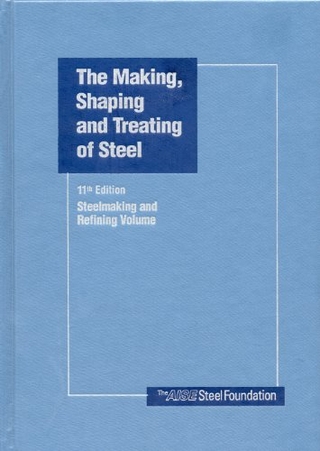 The Making,
Shaping
and Treating
of Steel
11th Edition
Steelmaking and
Refining Volume
The AISE Steel Foundation